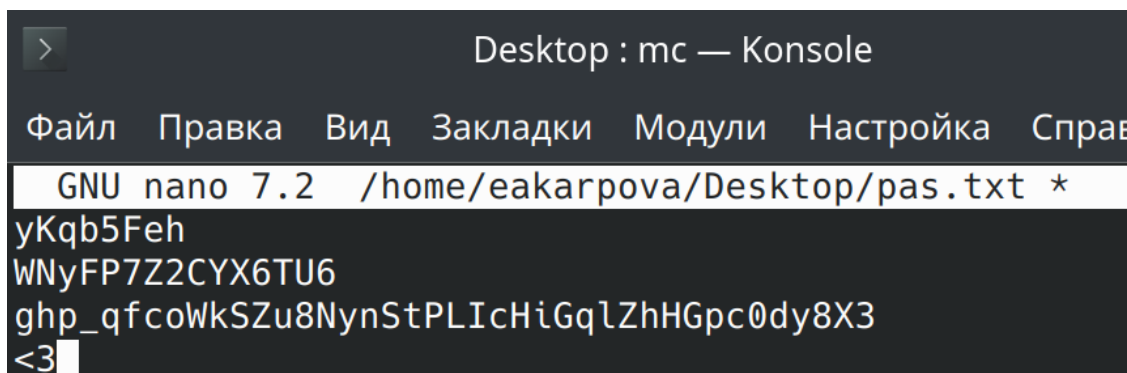 Desktop : mc — Konsole
Файл Правка Вид Закладки Модули Настройка
GNU nano 7.2 /home/eakarpova/Desktop/pas.txt *
yKqb5Feh
WNyFP7Z2CYX6TU6
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
<3